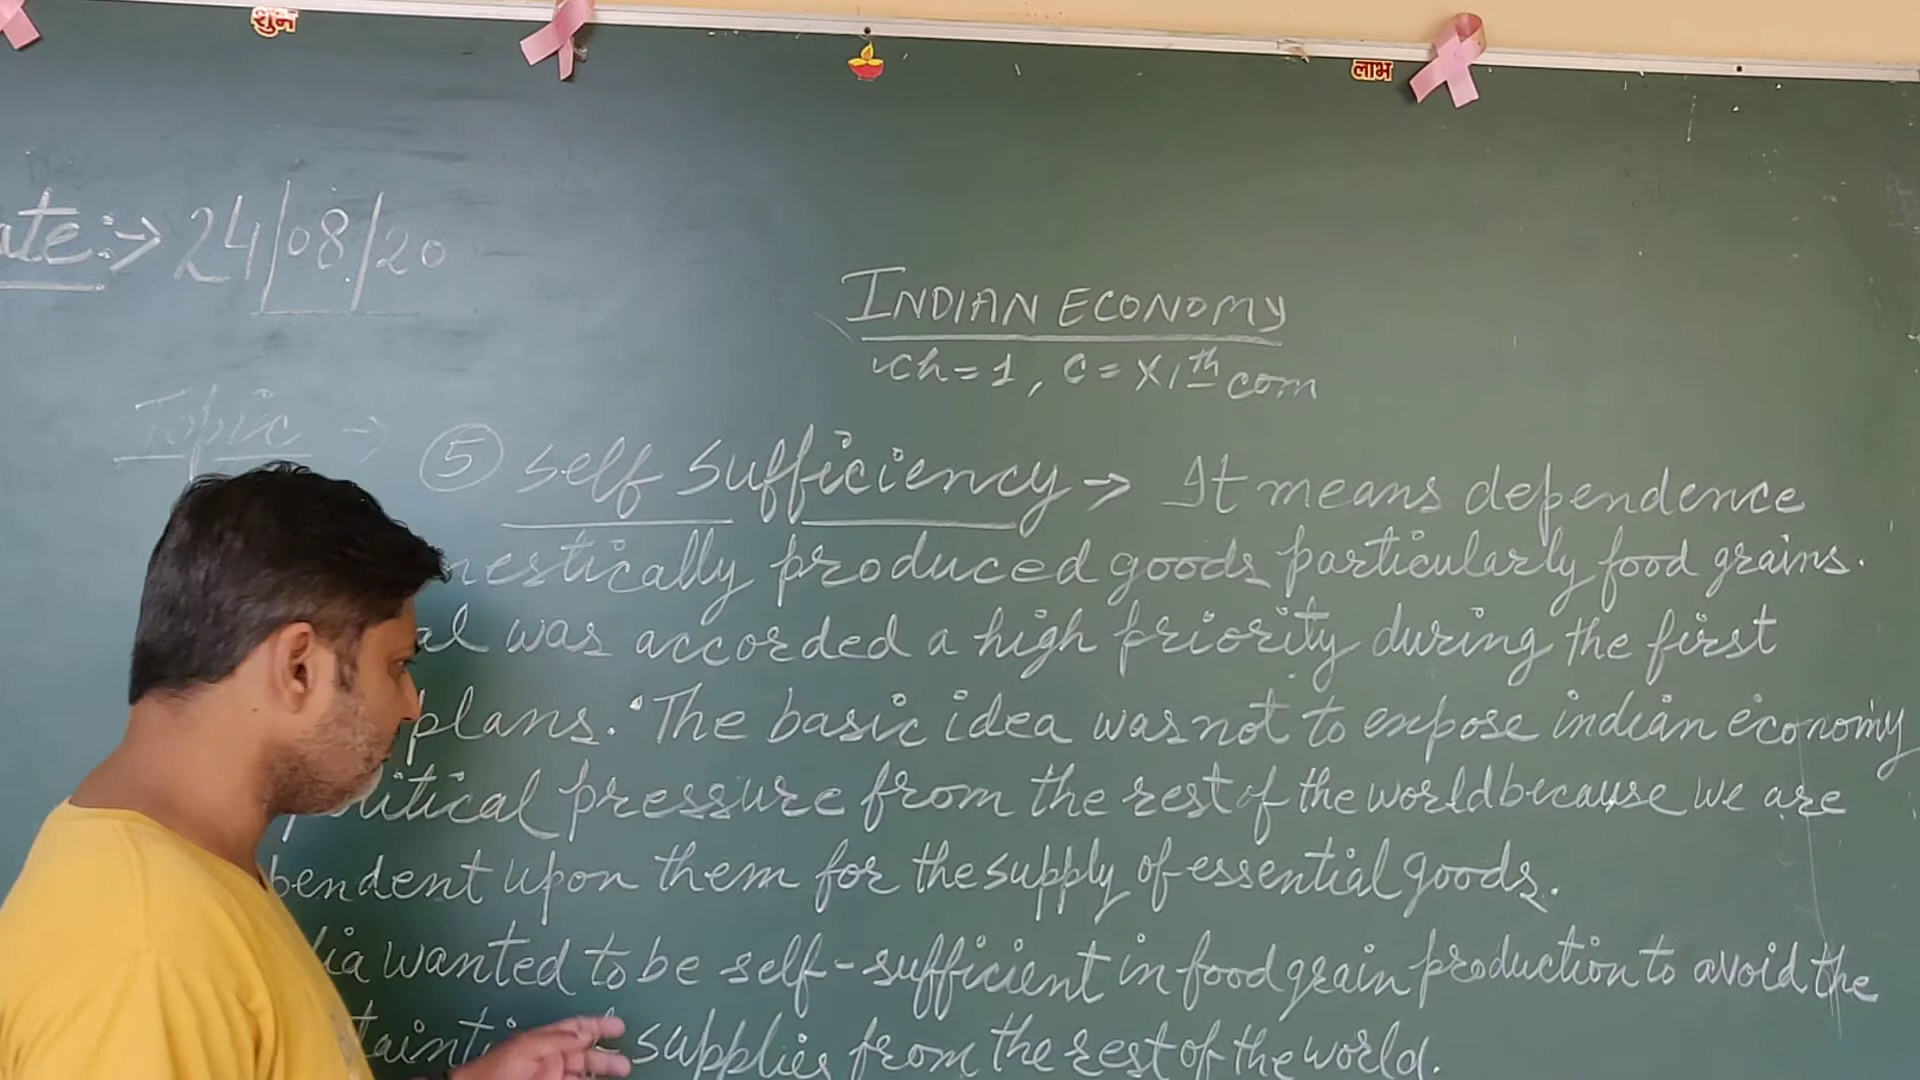 शुभ
लाभ
ate:→ 24/08/20
INDIAN ECONOMY
Ch=1, C=XIth com
Topic →
⑤ Self Sufficiency → It means dependence
mestically produced goods particularly food grains.
al was accorded a high priority during the first
plans. The basic idea was not to expose indian economy
political pressure from the rest of the world because we are
pendent upon them for the supply of essential goods.
dia wanted to be self-sufficient in food grain production to avoid the
supplies from the rest of the world.